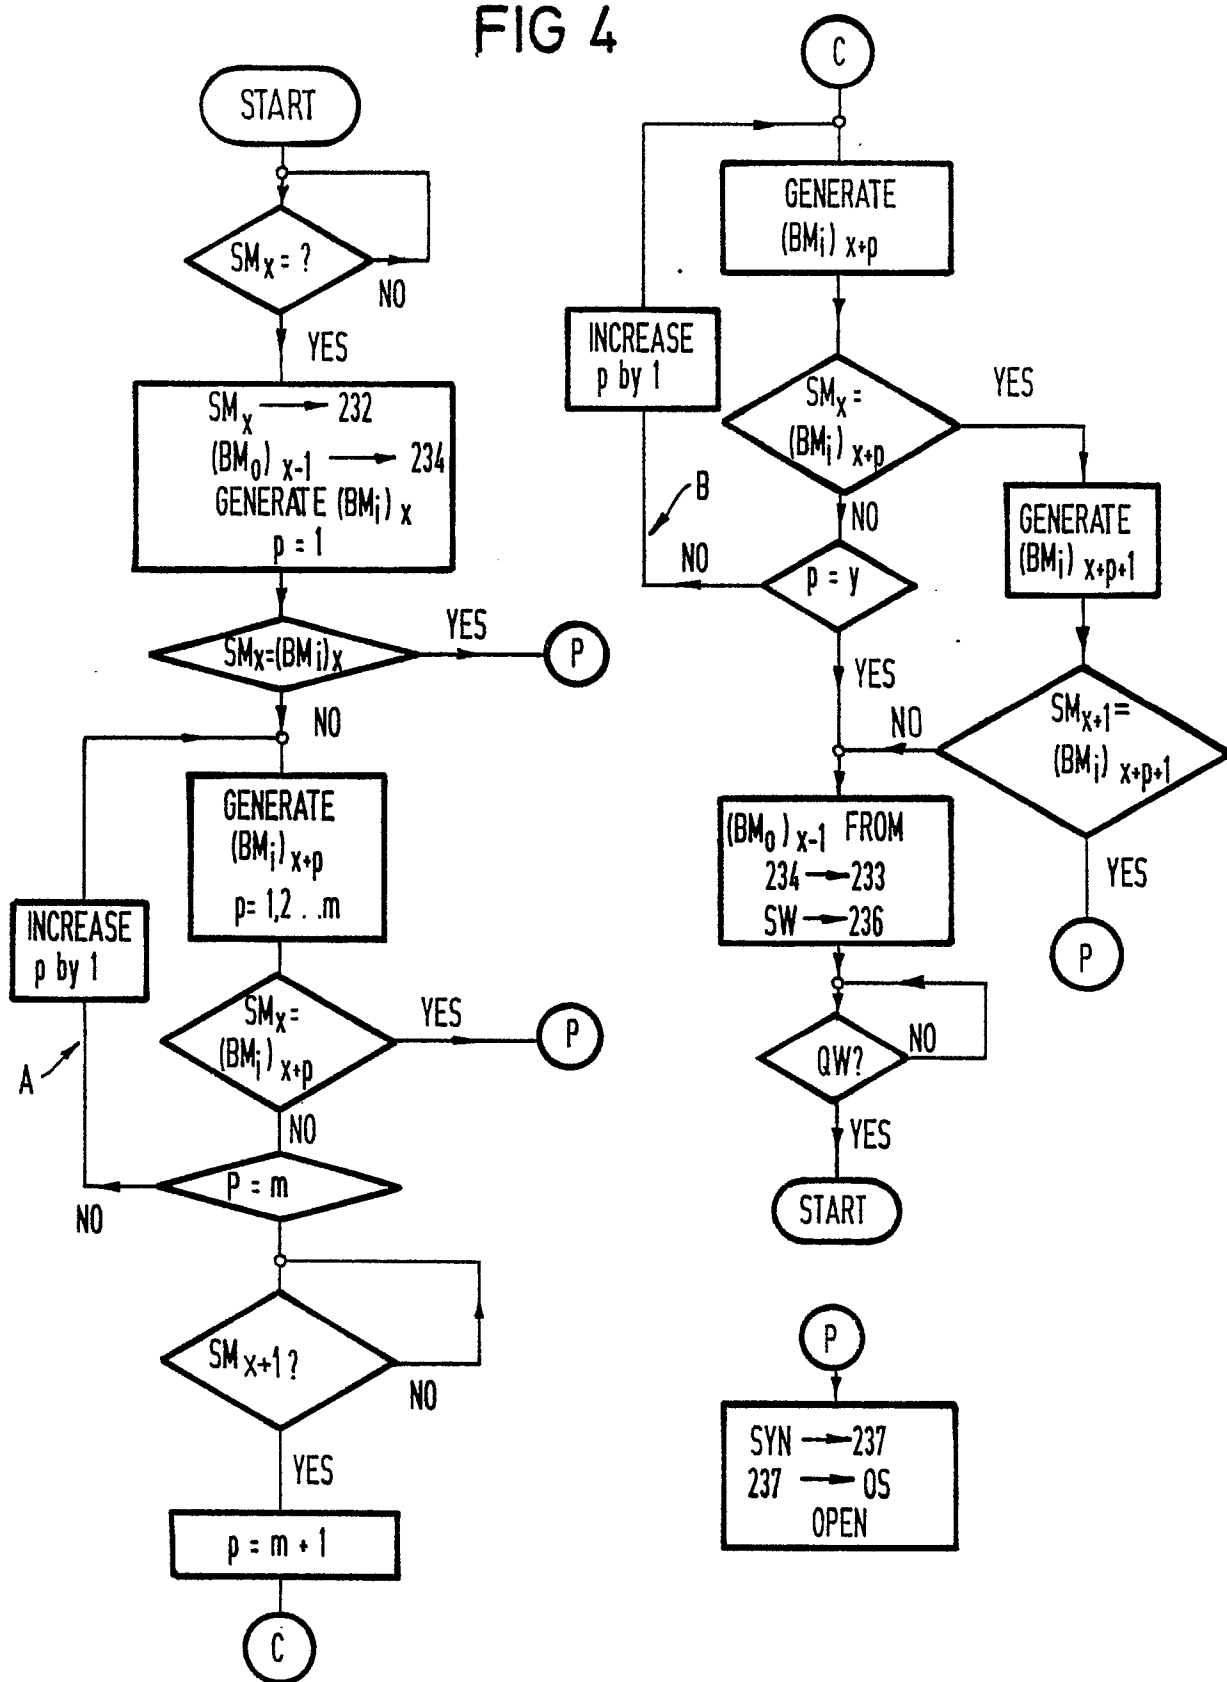 FIG 4
START
SMx = ?
NO
YES
SMx → 232
(BMo) x-1 → 234
GENERATE (BMi) x
p = 1
SMx=(BMi)x
YES
P
NO
GENERATE
(BMi) x+p
p= 1,2 . . m
INCREASE
p by 1
A
SMx=
(BMi) x+p
YES
P
NO
P = m
NO
SM x+1 ?
NO
YES
p = m + 1
C
C
GENERATE
(BMi) x+p
INCREASE
p by 1
B
SMx =
(BMi) x+p
YES
NO
GENERATE
(BMi) x+p+1
p = y
NO
YES
SMx+1 =
(BMi) x+p+1
NO
YES
P
(BMo) x-1 FROM
234 → 233
SW → 236
QW?
NO
YES
START
P
SYN → 237
237 → OS
OPEN